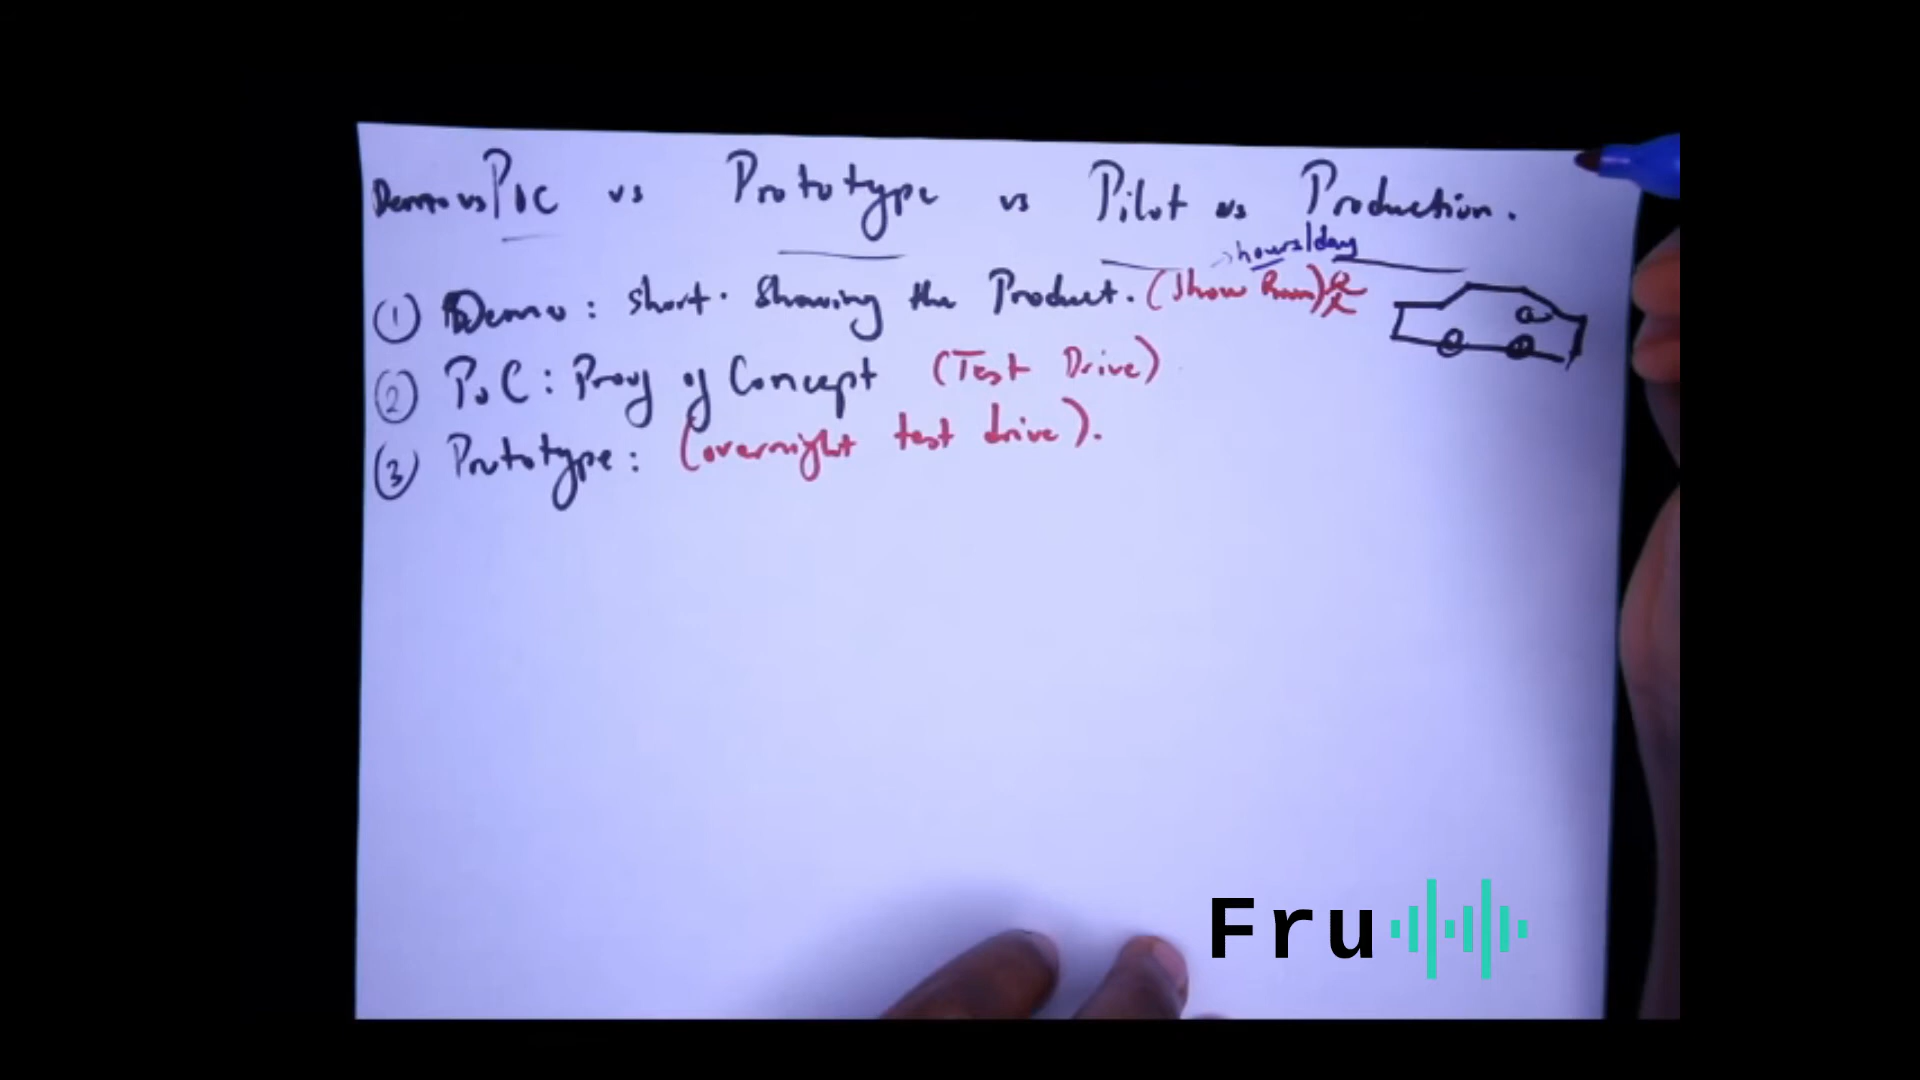 Demo vs PoC vs Prototype vs Pilot vs Production.
hours/day
① Demo: short. Showing the Product. (Show Room)
② PoC: Proof of Concept (Test Drive)
③ Prototype: (overnight test drive).
Fru